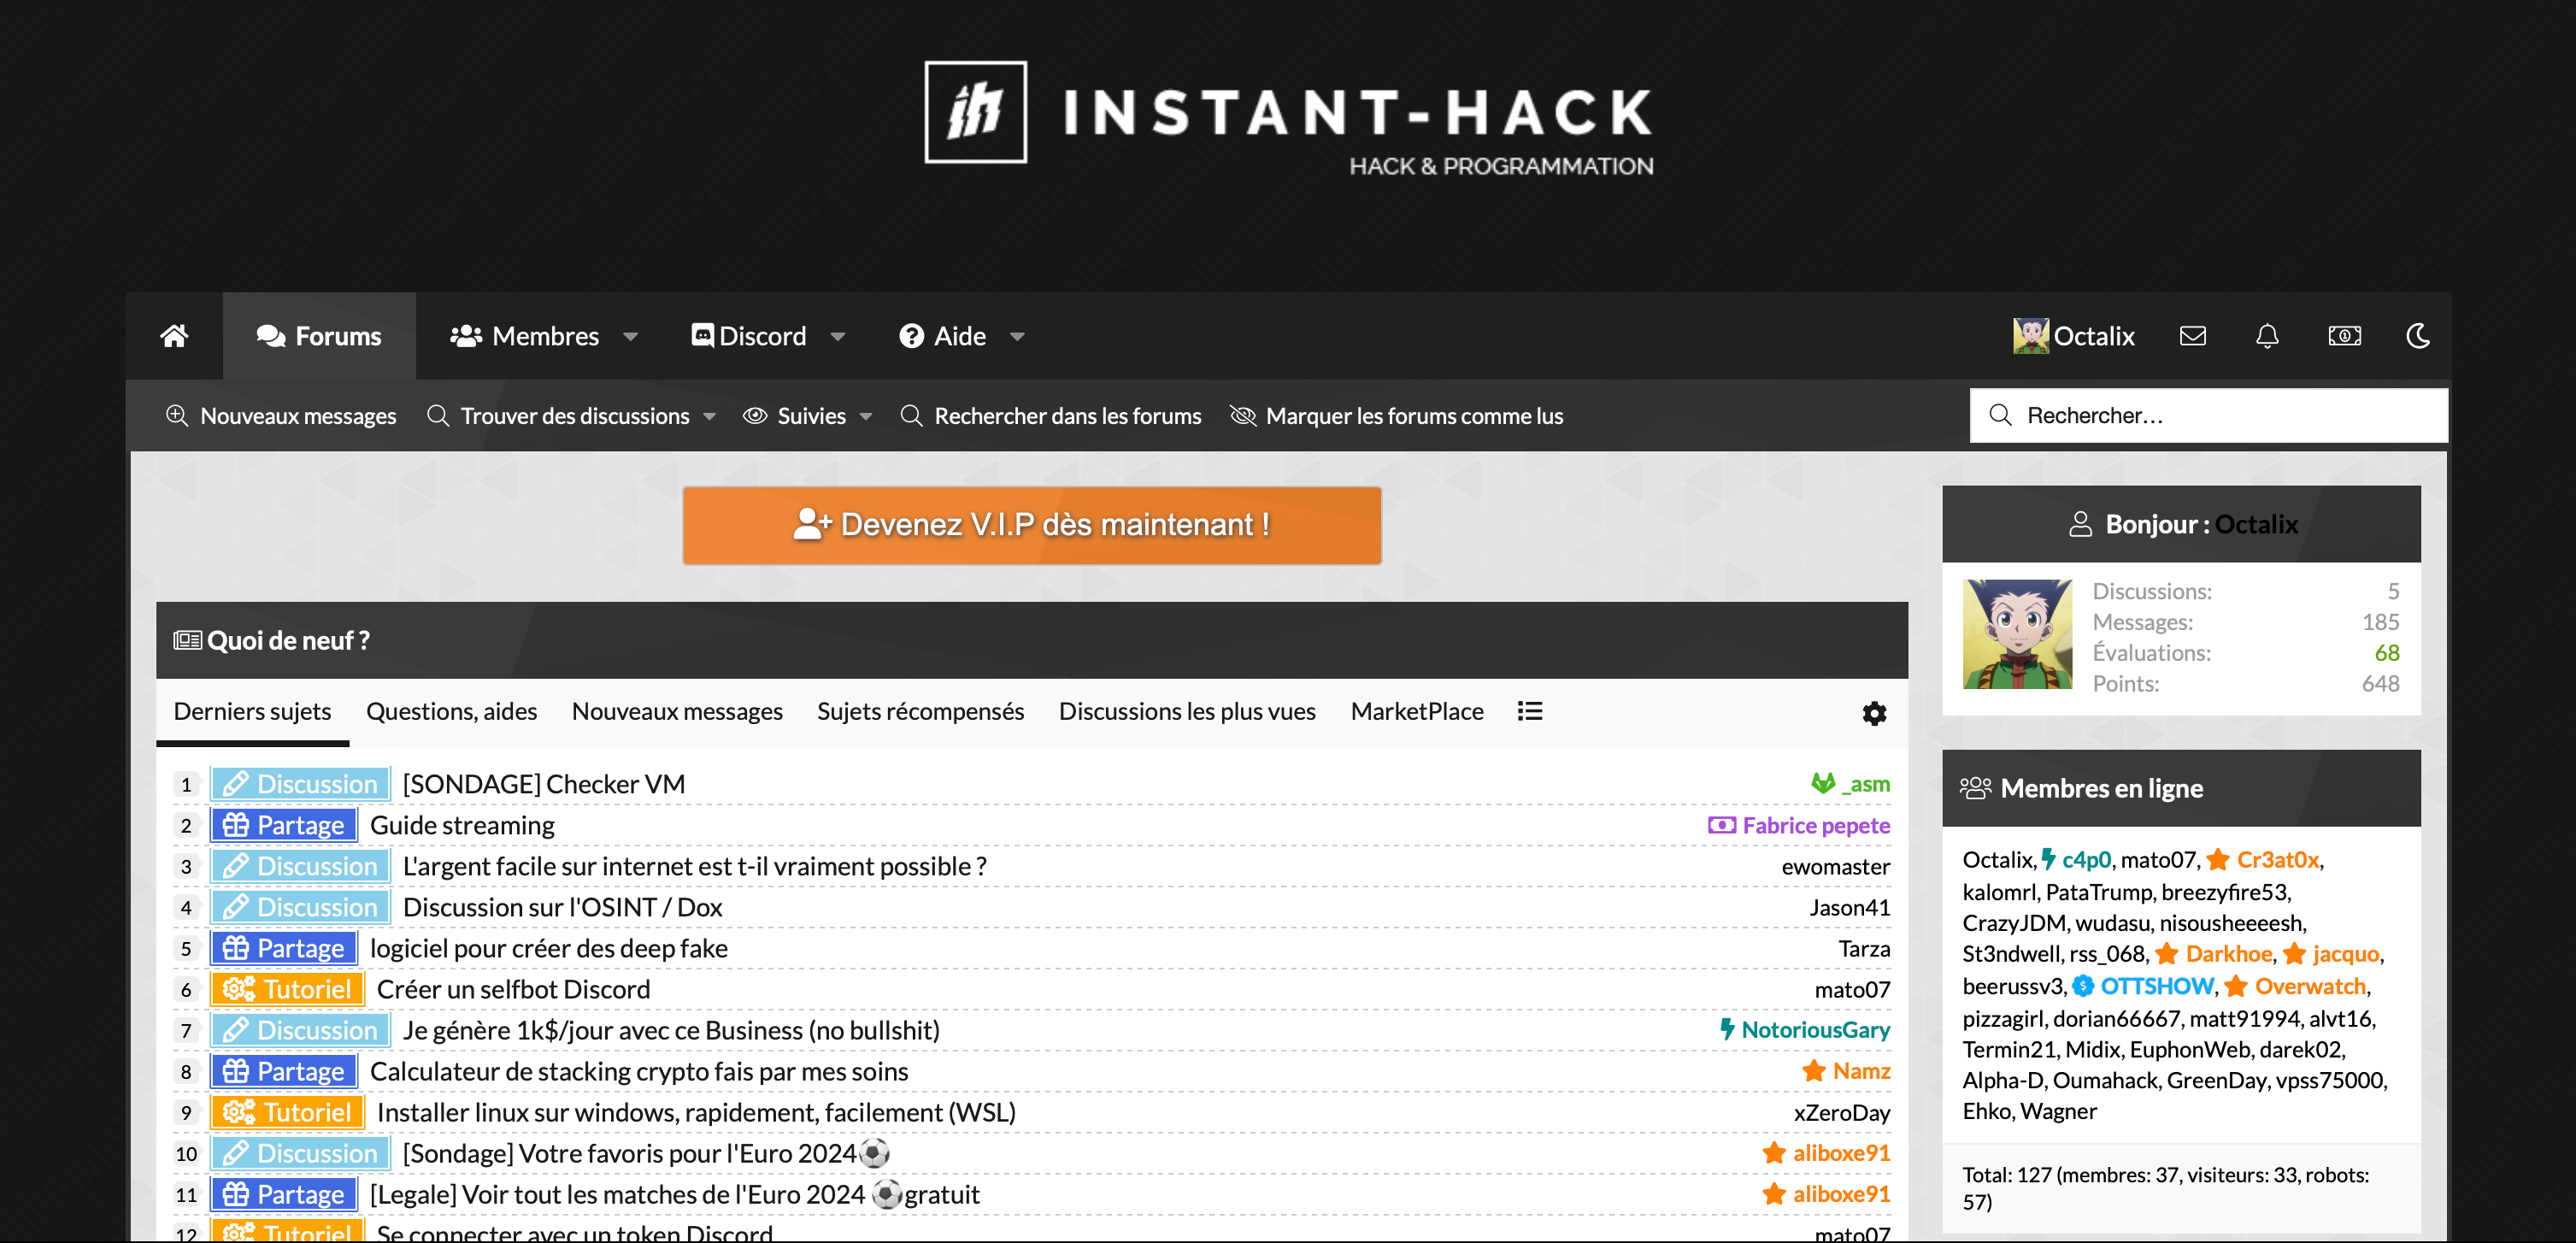 ih INSTANT-HACK
HACK & PROGRAMMATION
Forums Membres Discord Aide Octalix
Nouveaux messages Trouver des discussions Suivies Rechercher dans les forums Marquer les forums comme lus Rechercher…
Devenez V.I.P dès maintenant !
Quoi de neuf ?
Derniers sujets Questions, aides Nouveaux messages Sujets récompensés Discussions les plus vues MarketPlace
1 Discussion [SONDAGE] Checker VM _asm
2 Partage Guide streaming Fabrice pepete
3 Discussion L'argent facile sur internet est t-il vraiment possible ? ewomaster
4 Discussion Discussion sur l'OSINT / Dox Jason41
5 Partage logiciel pour créer des deep fake Tarza
6 Tutoriel Créer un selfbot Discord mato07
7 Discussion Je génère 1k$/jour avec ce Business (no bullshit) NotoriousGary
8 Partage Calculateur de stacking crypto fais par mes soins Namz
9 Tutoriel Installer linux sur windows, rapidement, facilement (WSL) xZeroDay
10 Discussion [Sondage] Votre favoris pour l'Euro 2024⚽ aliboxe91
11 Partage [Legale] Voir tout les matches de l'Euro 2024 ⚽gratuit aliboxe91
12 Tutoriel Se connecter avec un token Discord mato07
Bonjour : Octalix
Discussions: 5
Messages: 185
Évaluations: 68
Points: 648
Membres en ligne
Octalix, c4p0, mato07, Cr3at0x,
kalomrl, PataTrump, breezyfire53,
CrazyJDM, wudasu, nisousheeeesh,
St3ndwell, rss_068, Darkhoe, jacquo,
beerussv3, OTTSHOW, Overwatch,
pizzagirl, dorian66667, matt91994, alvt16,
Termin21, Midix, EuphonWeb, darek02,
Alpha-D, Oumahack, GreenDay, vpss75000,
Ehko, Wagner
Total: 127 (membres: 37, visiteurs: 33, robots:
57)